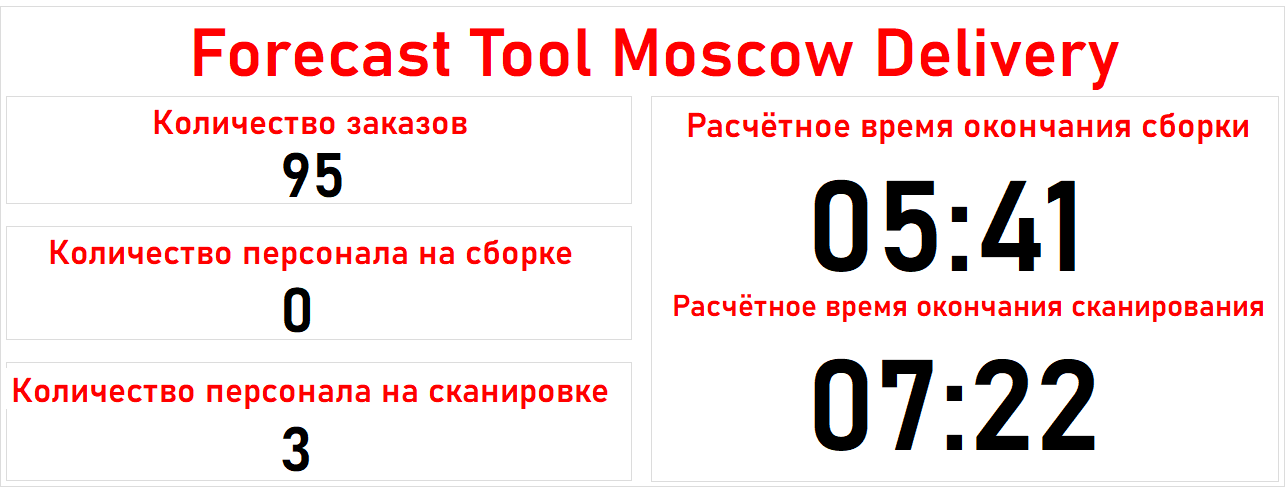 Forecast Tool Moscow Delivery
Количество заказов
95
Количество персонала на сборке
0
Количество персонала на сканировке
3
Расчётное время окончания сборки
05:41
Расчётное время окончания сканирования
07:22